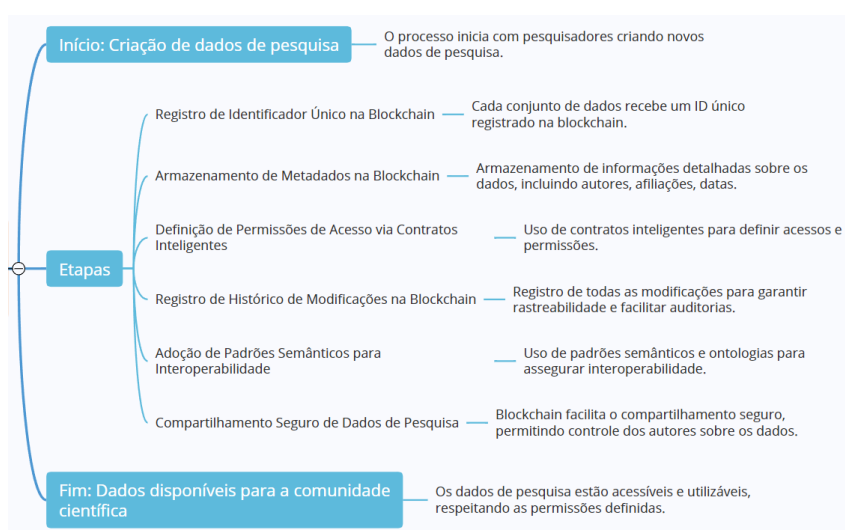 Início: Criação de dados de pesquisa
O processo inicia com pesquisadores criando novos
dados de pesquisa.
Registro de Identificador Único na Blockchain
Cada conjunto de dados recebe um ID único
registrado na blockchain.
Armazenamento de Metadados na Blockchain
Armazenamento de informações detalhadas sobre os
dados, incluindo autores, afiliações, datas.
Definição de Permissões de Acesso via Contratos
Inteligentes
Uso de contratos inteligentes para definir acessos e
permissões.
Etapas
Registro de Histórico de Modificações na Blockchain
Registro de todas as modificações para garantir
rastreabilidade e facilitar auditorias.
Adoção de Padrões Semânticos para
Interoperabilidade
Uso de padrões semânticos e ontologias para
assegurar interoperabilidade.
Compartilhamento Seguro de Dados de Pesquisa
Blockchain facilita o compartilhamento seguro,
permitindo controle dos autores sobre os dados.
Fim: Dados disponíveis para a comunidade
científica
Os dados de pesquisa estão acessíveis e utilizáveis,
respeitando as permissões definidas.